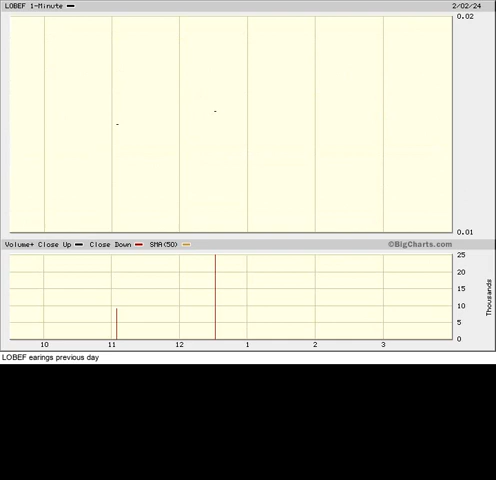 LOBEF 1-Minute 2/02/24
0.02
0.01
Volume+ Close Up Close Down SMA(50) ©BigCharts.com
25
20
15
10
5
0
Thousands
10 11 12 1 2 3
LOBEF earings previous day